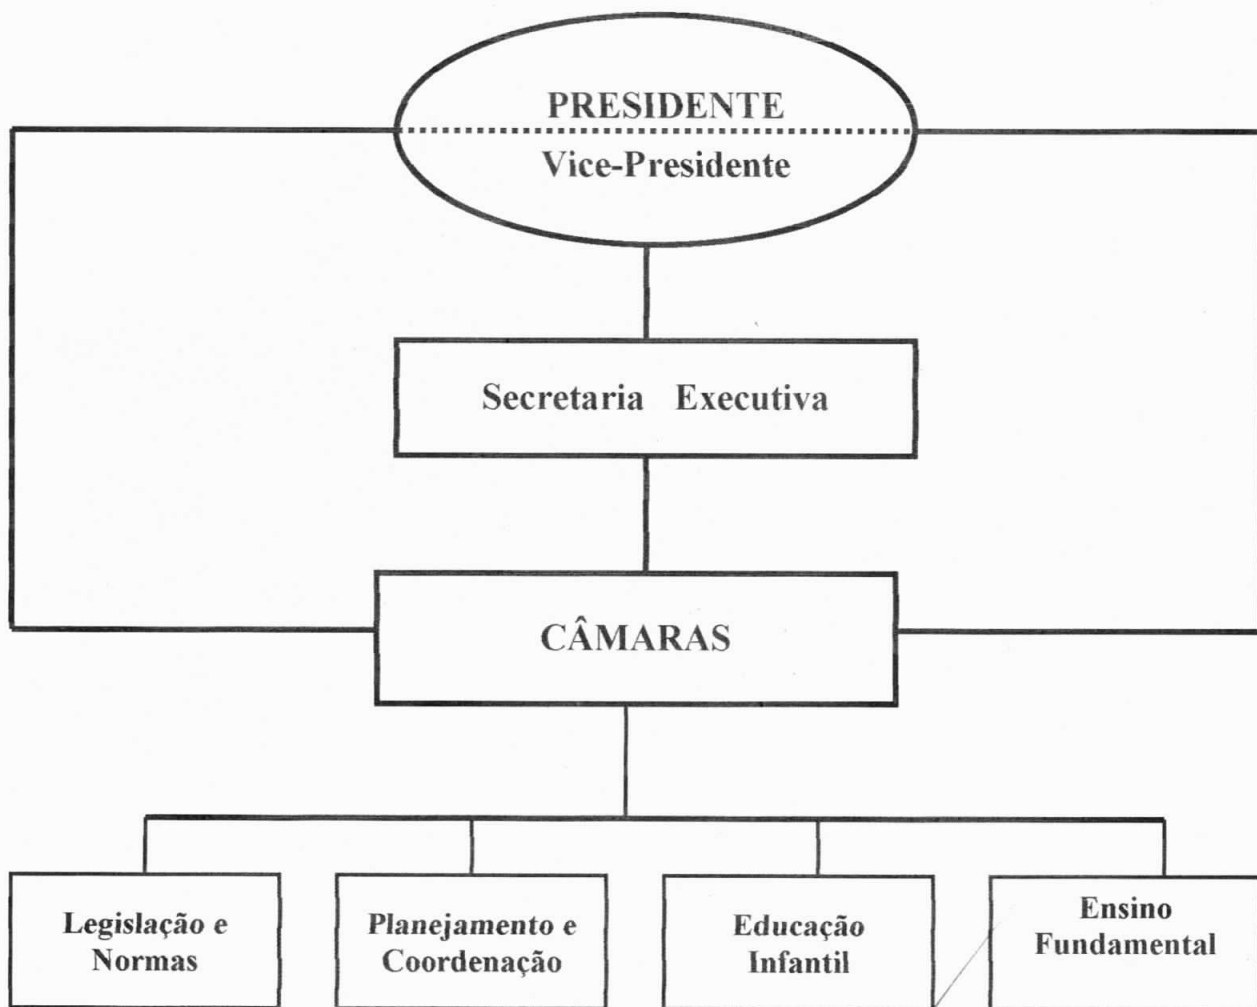 PRESIDENTE
Vice-Presidente
Secretaria Executiva
CÂMARAS
Legislação e
Normas
Planejamento e
Coordenação
Educação
Infantil
Ensino
Fundamental